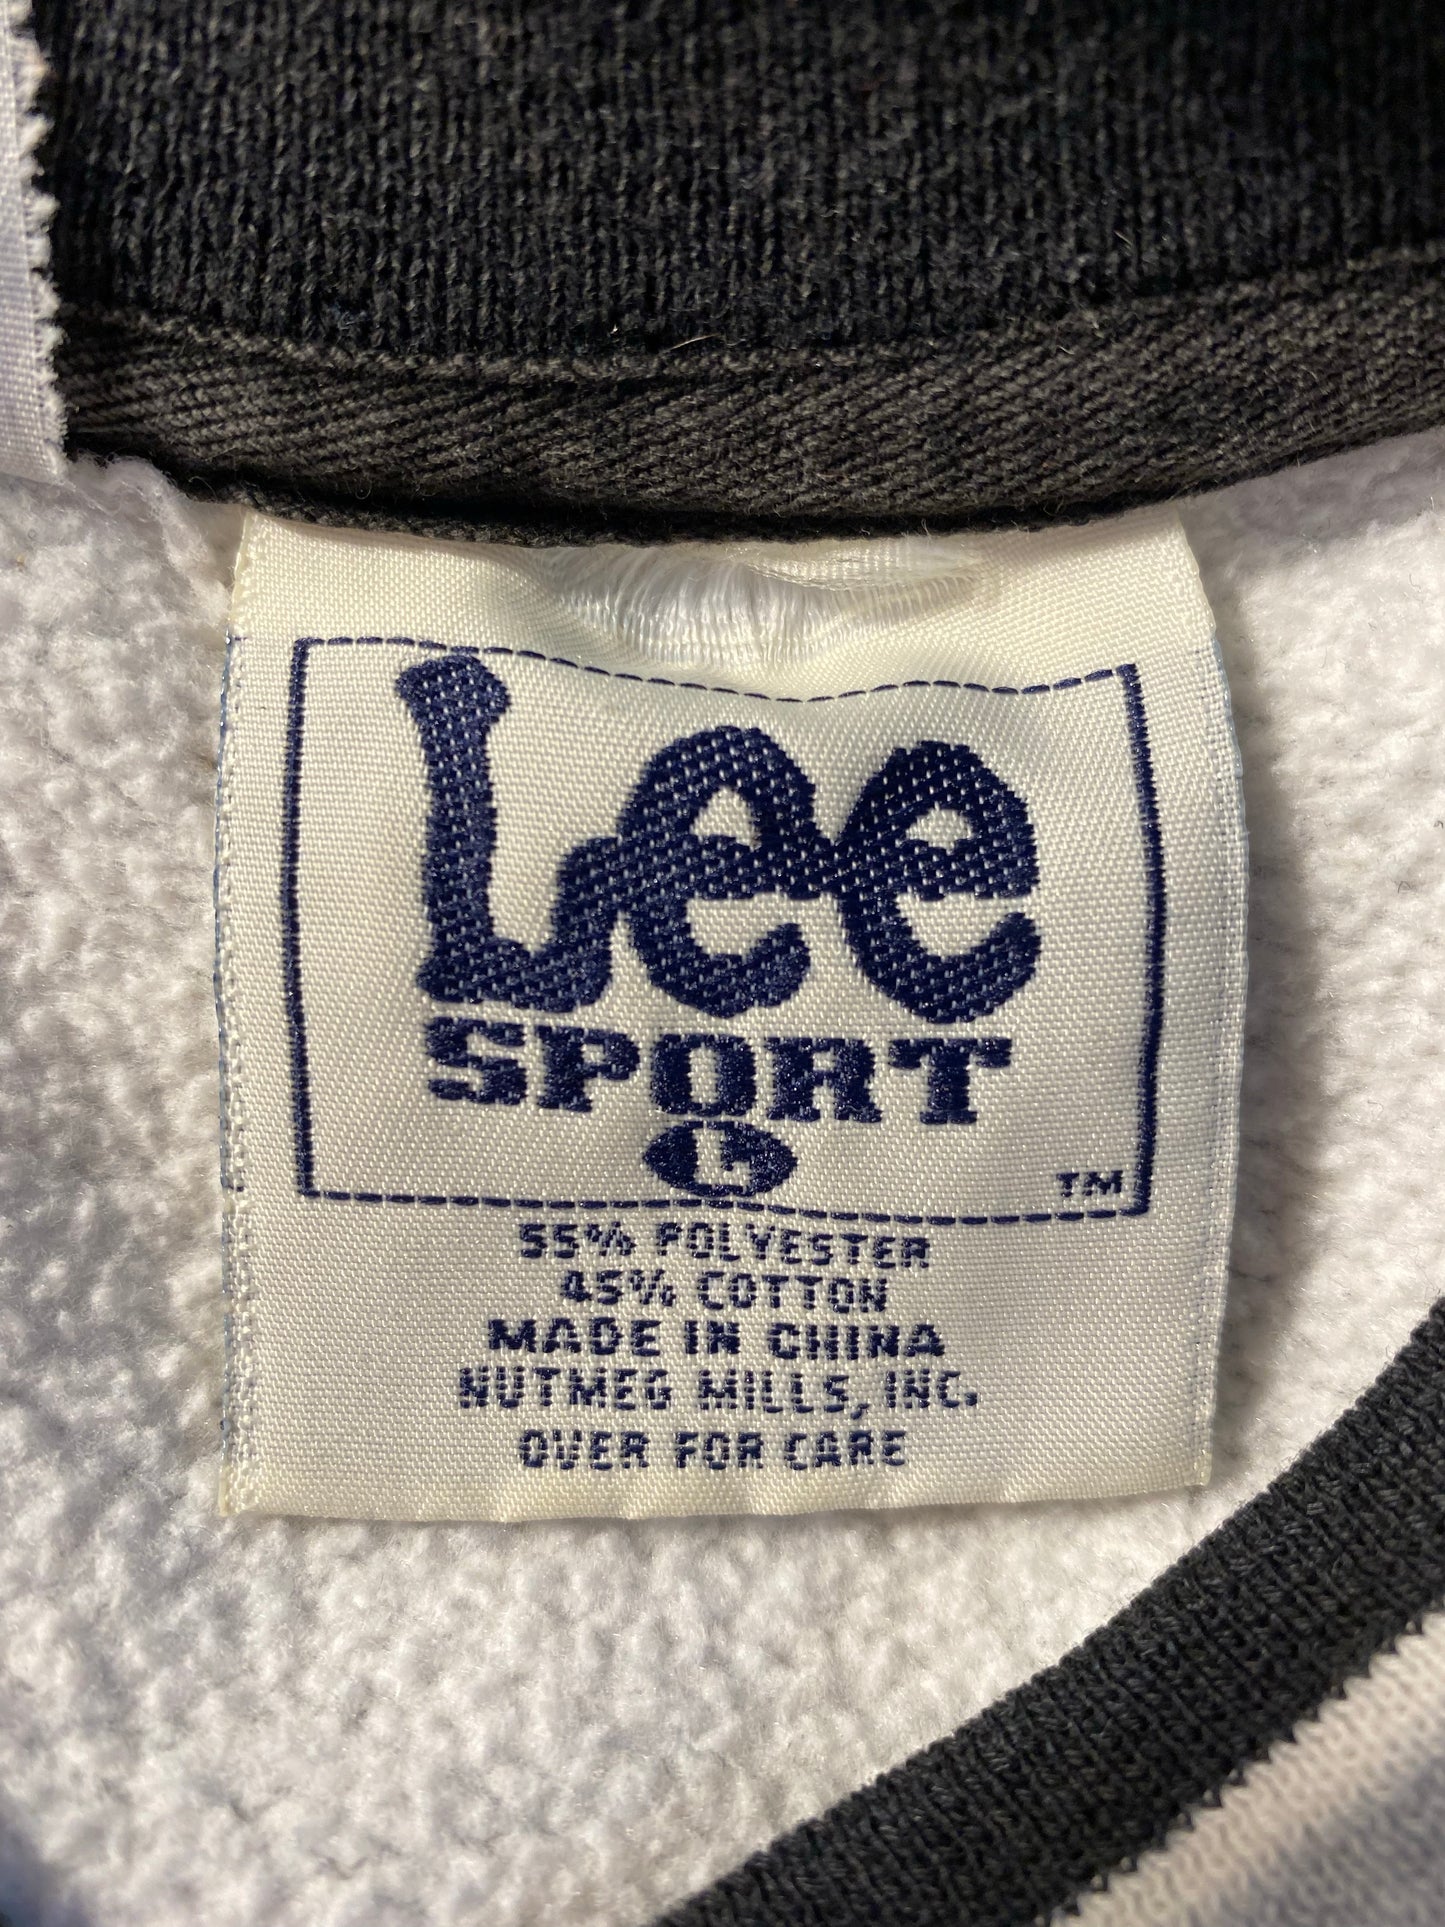 Lee
SPORT
L
TM
55% POLYESTER
45% COTTON
MADE IN CHINA
NUTMEG MILLS, INC.
OVER FOR CARE